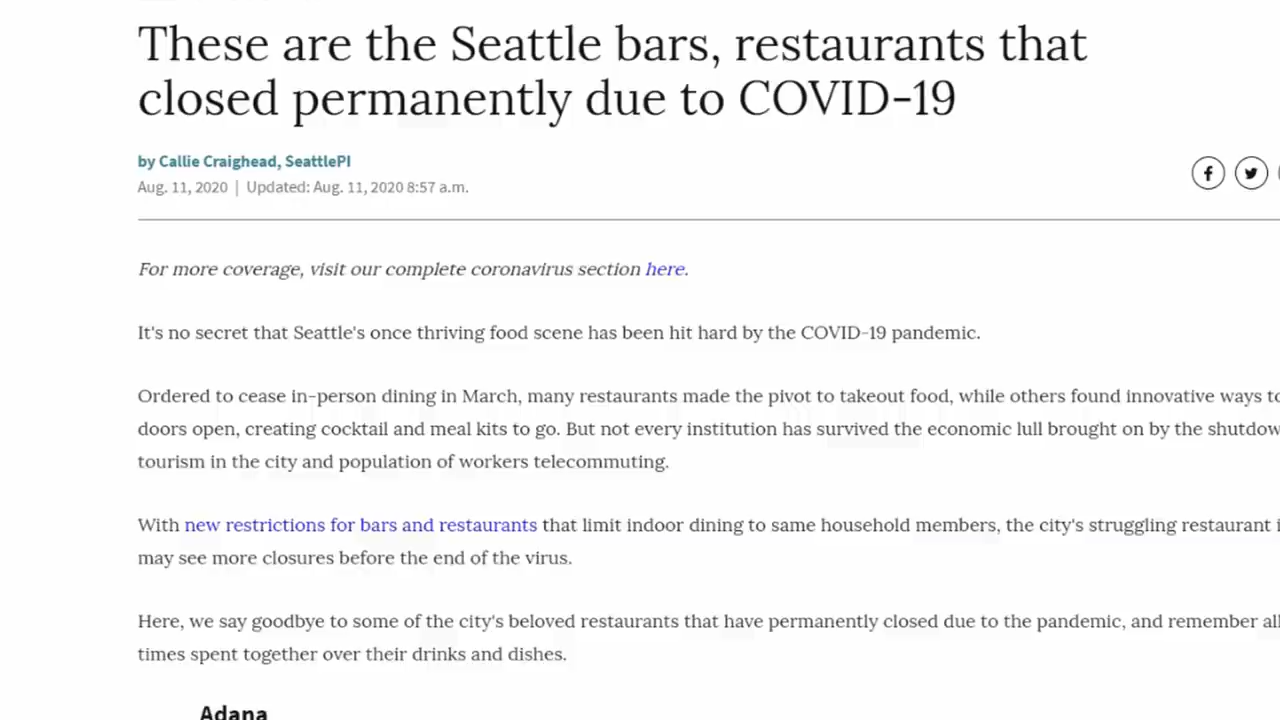 These are the Seattle bars, restaurants that
closed permanently due to COVID-19
by Callie Craighead, SeattlePI
Aug. 11, 2020 | Updated: Aug. 11, 2020 8:57 a.m.
For more coverage, visit our complete coronavirus section here.
It's no secret that Seattle's once thriving food scene has been hit hard by the COVID-19 pandemic.
Ordered to cease in-person dining in March, many restaurants made the pivot to takeout food, while others found innovative ways to
doors open, creating cocktail and meal kits to go. But not every institution has survived the economic lull brought on by the shutdow
tourism in the city and population of workers telecommuting.
With new restrictions for bars and restaurants that limit indoor dining to same household members, the city's struggling restaurant i
may see more closures before the end of the virus.
Here, we say goodbye to some of the city's beloved restaurants that have permanently closed due to the pandemic, and remember all
times spent together over their drinks and dishes.
Adana